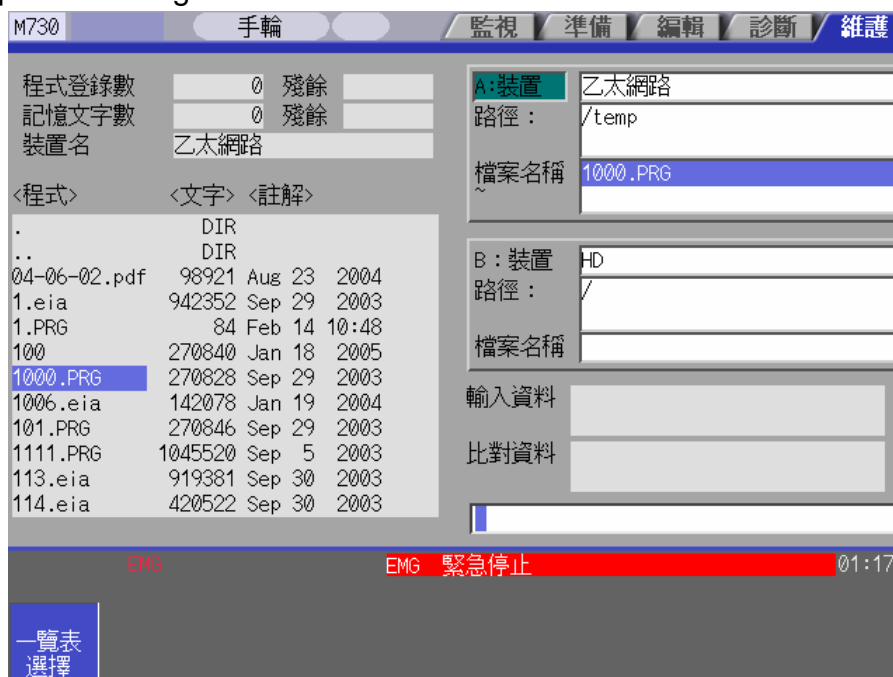 M730 手輪 監視 準備 編輯 診斷 維護
程式登錄數 0 殘餘
記憶文字數 0 殘餘
裝置名 乙太網路
<程式> <文字> <註解>
. DIR
.. DIR
04-06-02.pdf 98921 Aug 23 2004
1.eia 942352 Sep 29 2003
1.PRG 84 Feb 14 10:48
100 270840 Jan 18 2005
1000.PRG 270828 Sep 29 2003
1006.eia 142078 Jan 19 2004
101.PRG 270846 Sep 29 2003
1111.PRG 1045520 Sep 5 2003
113.eia 919381 Sep 30 2003
114.eia 420522 Sep 30 2003
A:裝置 乙太網路
路徑： /temp
檔案名稱 1000.PRG
~
B：裝置 HD
路徑： /
檔案名稱
輸入資料
比對資料
EMG EMG 緊急停止 01:17
一覽表
選擇